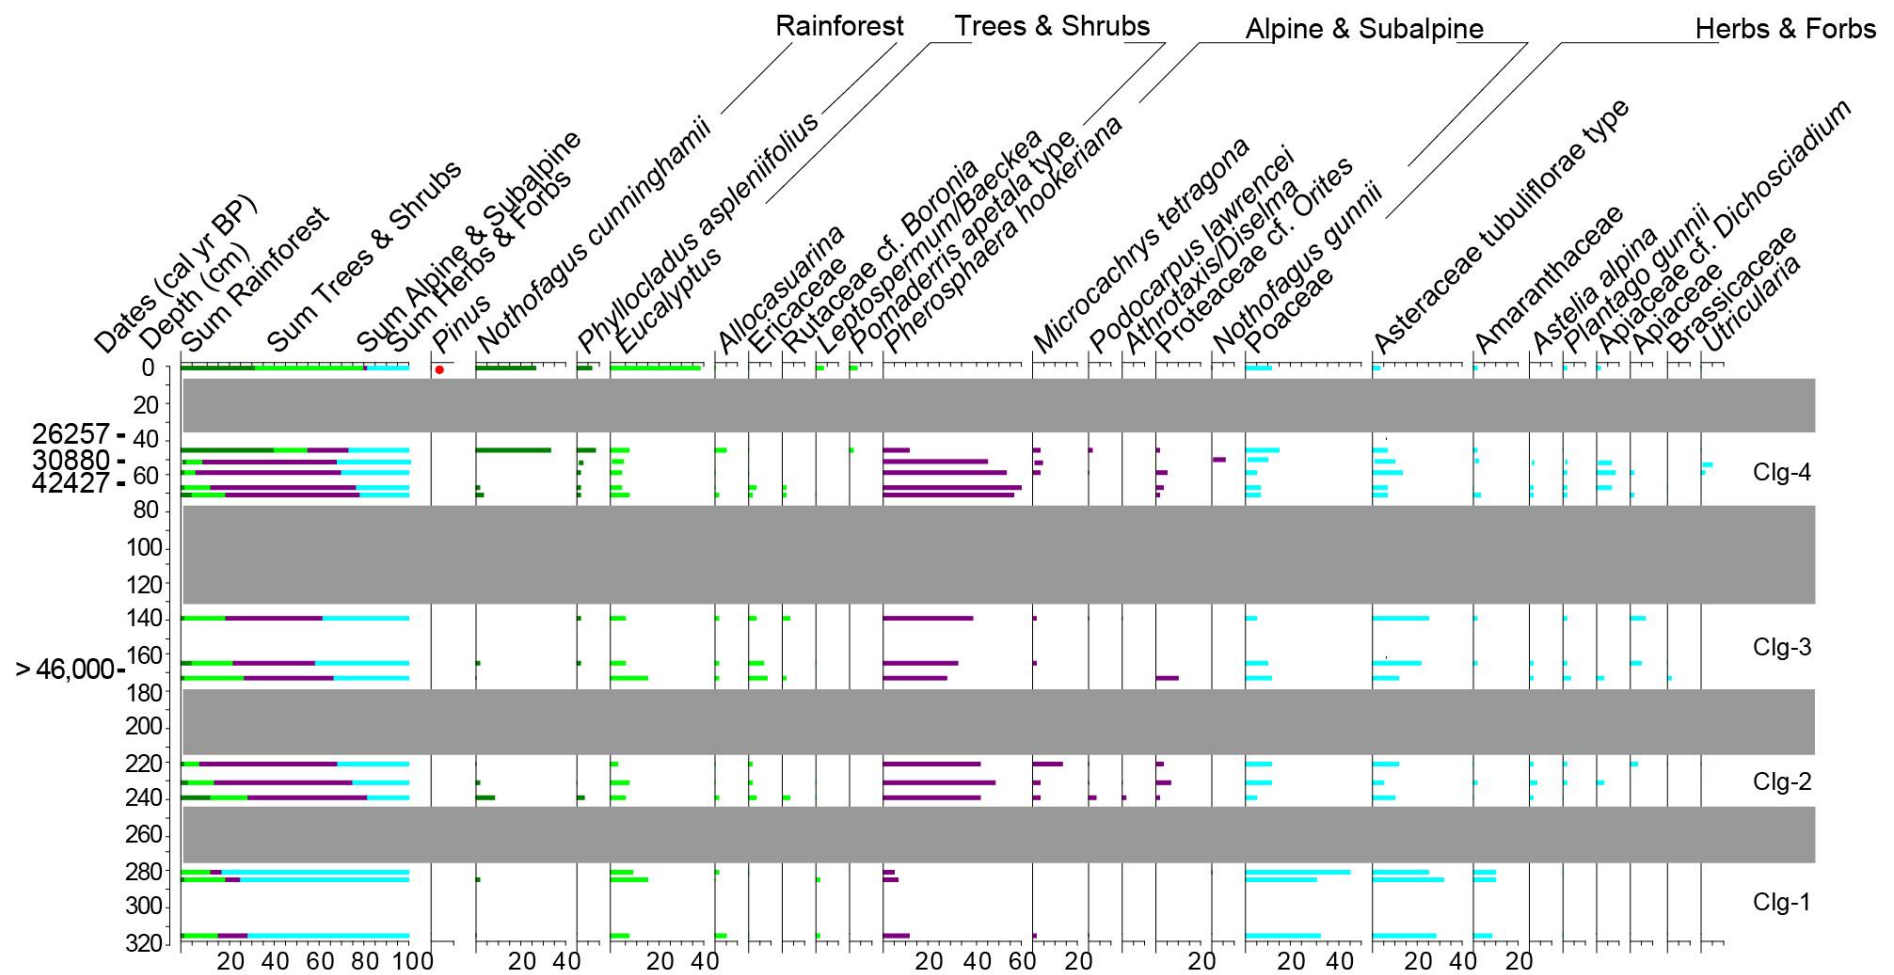 Rainforest
Trees & Shrubs
Alpine & Subalpine
Herbs & Forbs
Dates (cal yr BP)
Depth (cm)
Sum Rainforest
Sum Trees & Shrubs
Sum Alpine & Subalpine
Sum Herbs & Forbs
Pinus
Nothofagus cunninghamii
Phyllocladus aspleniifolius
Eucalyptus
Allocasuarina
Ericaceae
Rutaceae cf. Boronia
Leptospermum/Baeckea
Pomaderris apetala type
Pherosphaera hookeriana
Microcachrys tetragona
Podocarpus lawrencei
Athrotaxis/Diselma
Proteaceae cf. Orites
Nothofagus gunnii
Poaceae
Asteraceae tubuliflorae type
Amaranthaceae
Astelia alpina
Plantago gunnii
Apiaceae cf. Dichosciadium
Apiaceae
Brassicaceae
Utricularia
0
20
26257
40
30880
60
42427
Clg-4
80
100
120
140
Clg-3
160
> 46,000
180
200
220
Clg-2
240
260
280
300
Clg-1
320
20 40 60 80 100 20 40 20 40 20 40 60 20 20 20 40 20 40 20